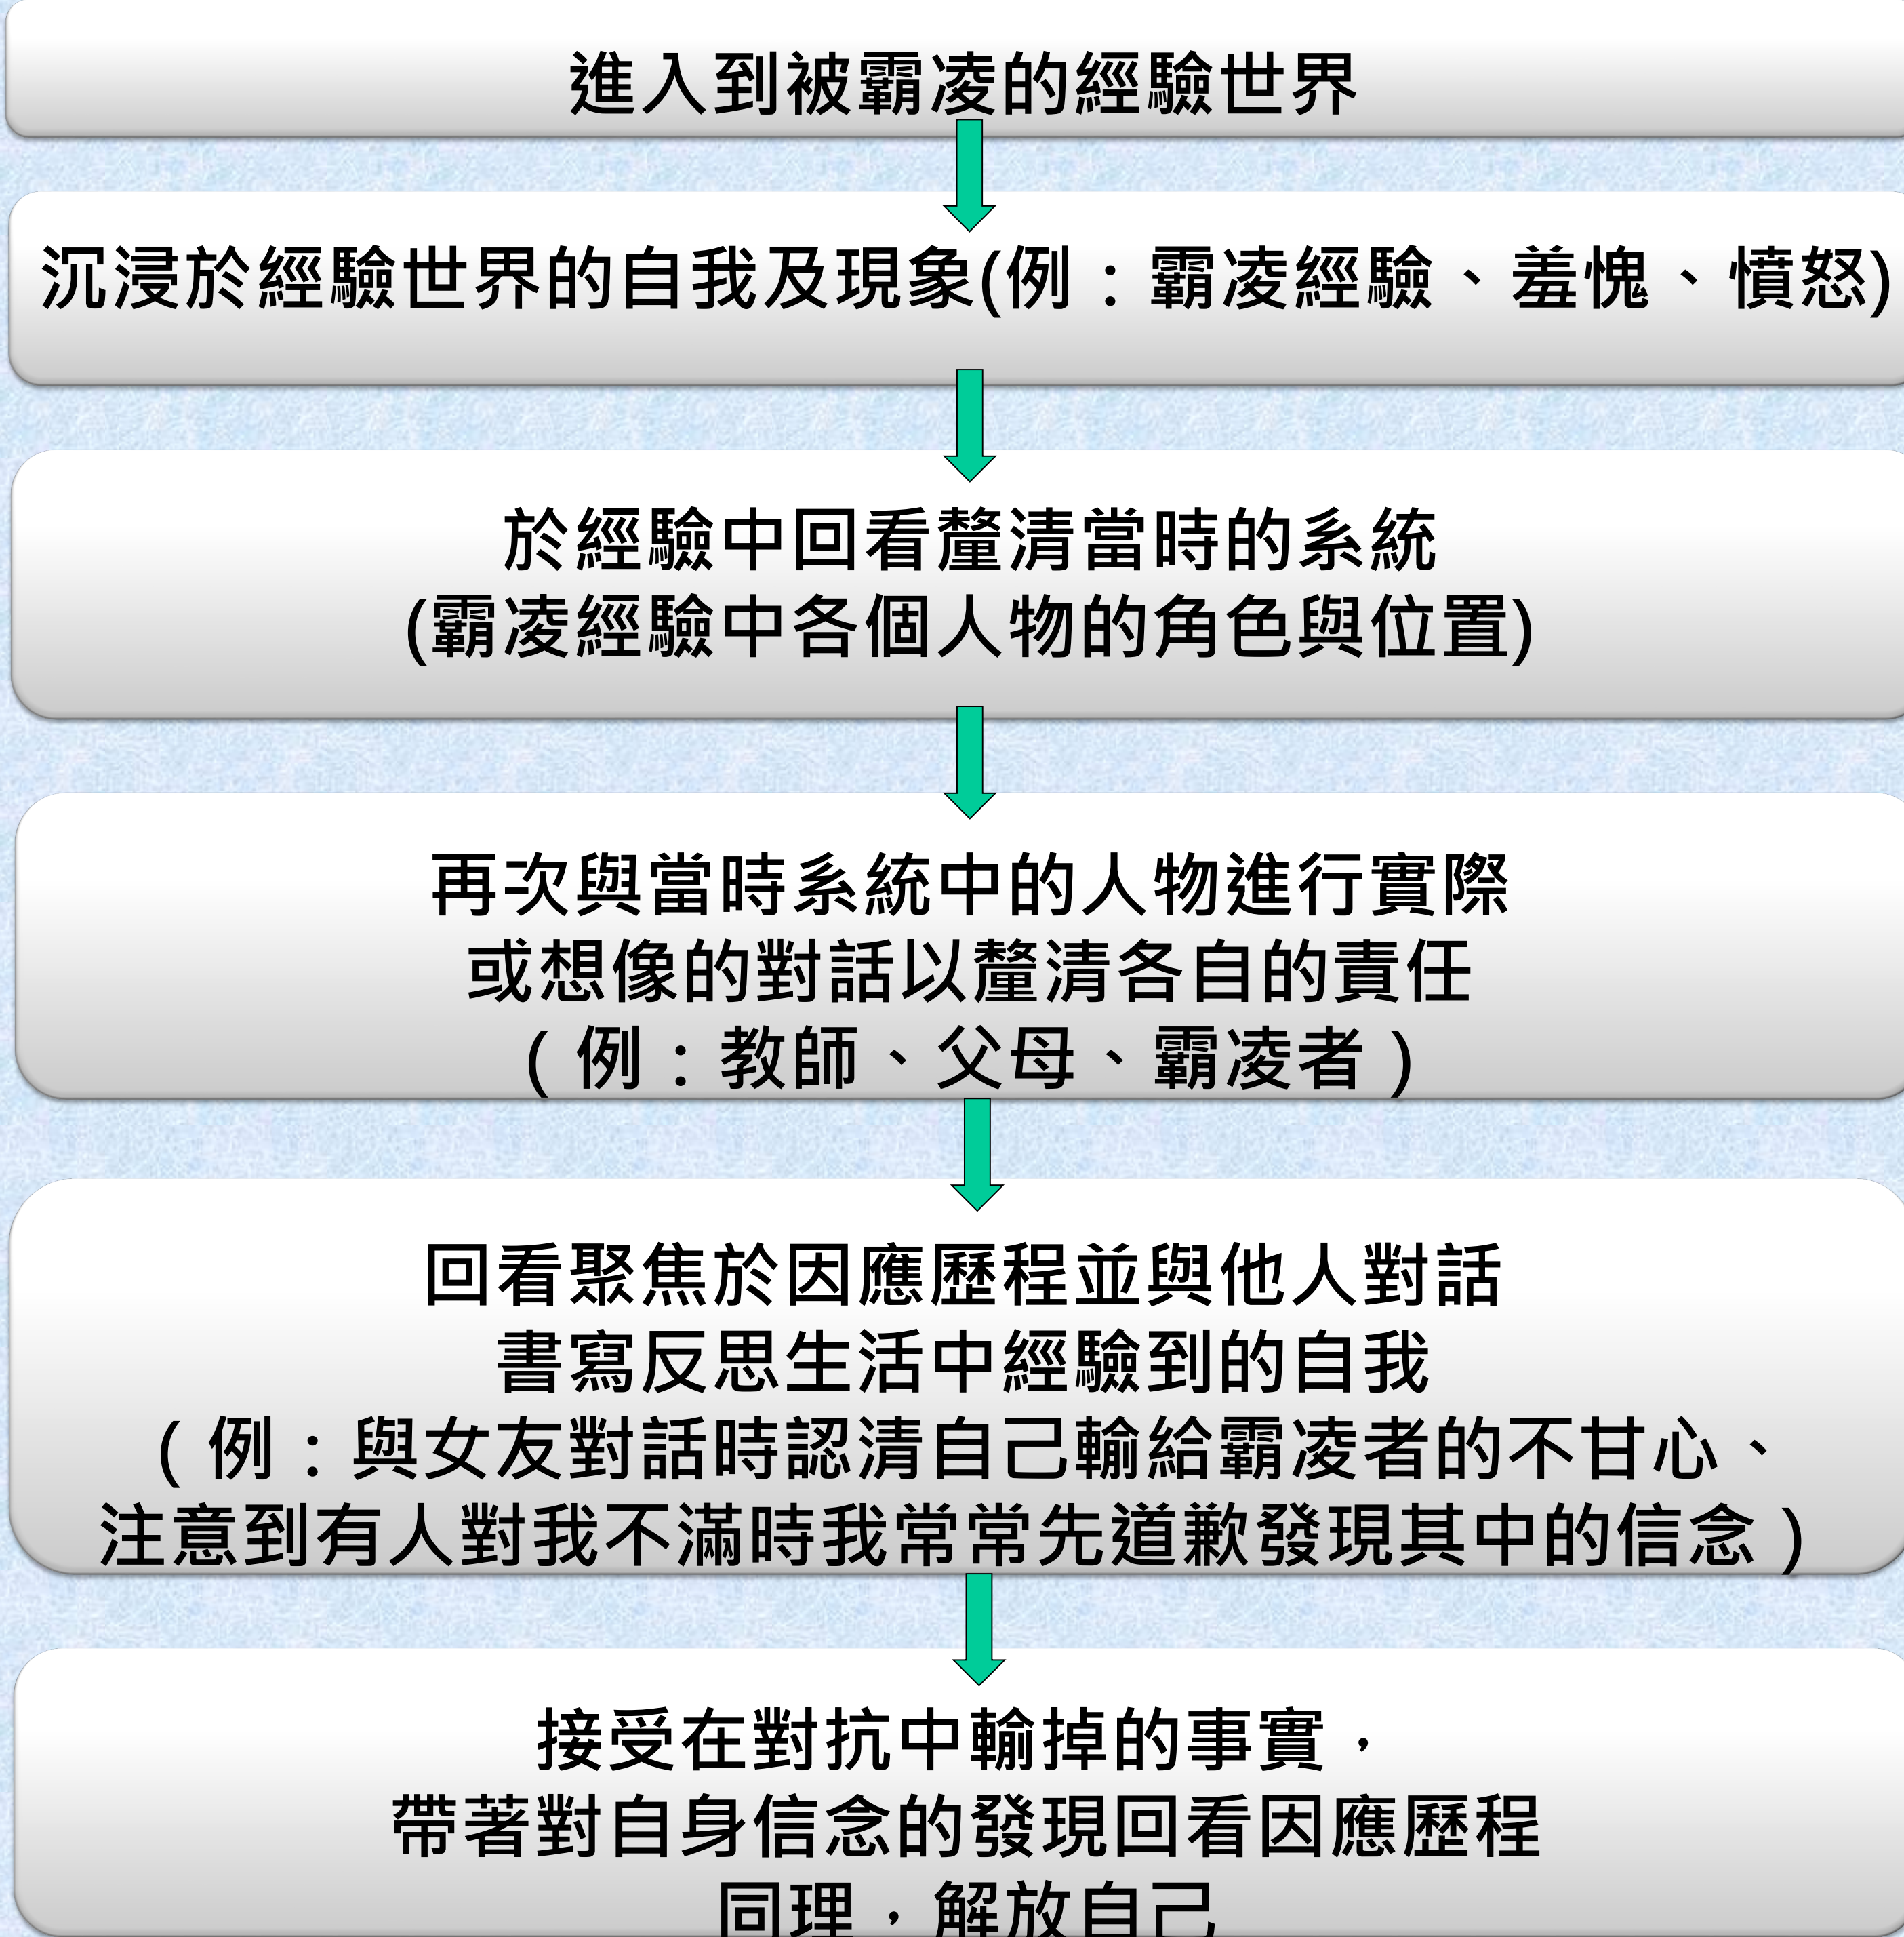 進入到被霸凌的經驗世界
沉浸於經驗世界的自我及現象(例：霸凌經驗、羞愧、憤怒)
於經驗中回看釐清當時的系統
(霸凌經驗中各個人物的角色與位置)
再次與當時系統中的人物進行實際
或想像的對話以釐清各自的責任
（例：教師、父母、霸凌者）
回看聚焦於因應歷程並與他人對話
書寫反思生活中經驗到的自我
（例：與女友對話時認清自己輸給霸凌者的不甘心、
注意到有人對我不滿時我常常先道歉發現其中的信念）
接受在對抗中輸掉的事實，
帶著對自身信念的發現回看因應歷程
同理，解放自己